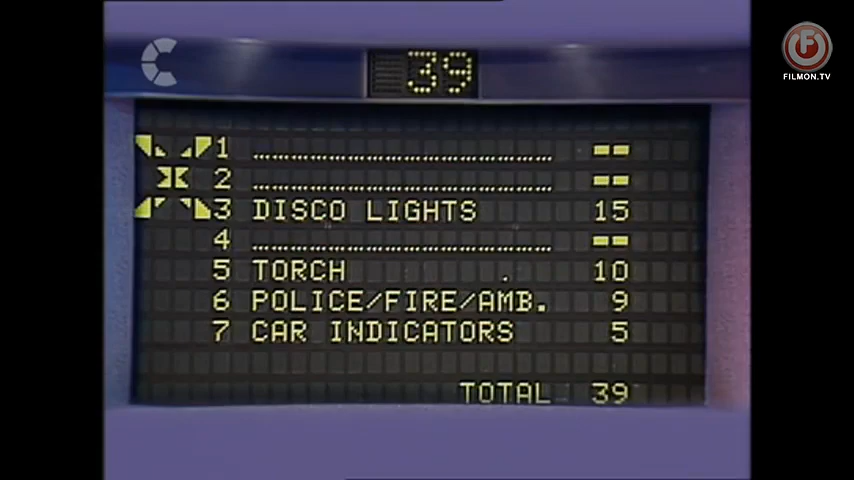 39
FILMON.TV
1 ........................................ --
2 ........................................ --
3 DISCO LIGHTS 15
4 ........................................ --
5 TORCH 10
6 POLICE/FIRE/AMB. 9
7 CAR INDICATORS 5
TOTAL 39